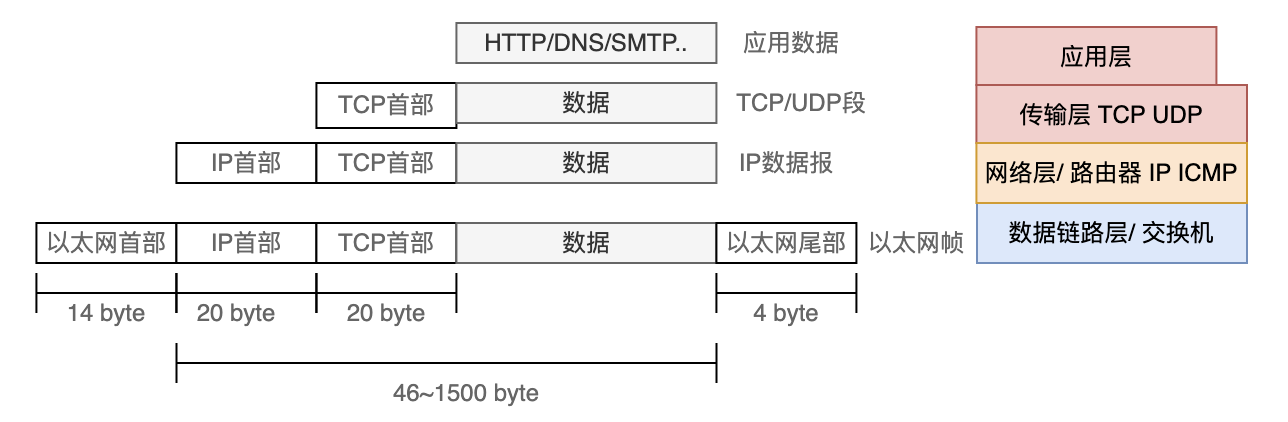 HTTP/DNS/SMTP..
应用数据
应用层
TCP首部
数据
TCP/UDP段
传输层 TCP UDP
IP首部
TCP首部
数据
IP数据报
网络层/ 路由器 IP ICMP
以太网首部
IP首部
TCP首部
数据
以太网尾部
以太网帧
数据链路层/ 交换机
14 byte
20 byte
20 byte
4 byte
46~1500 byte